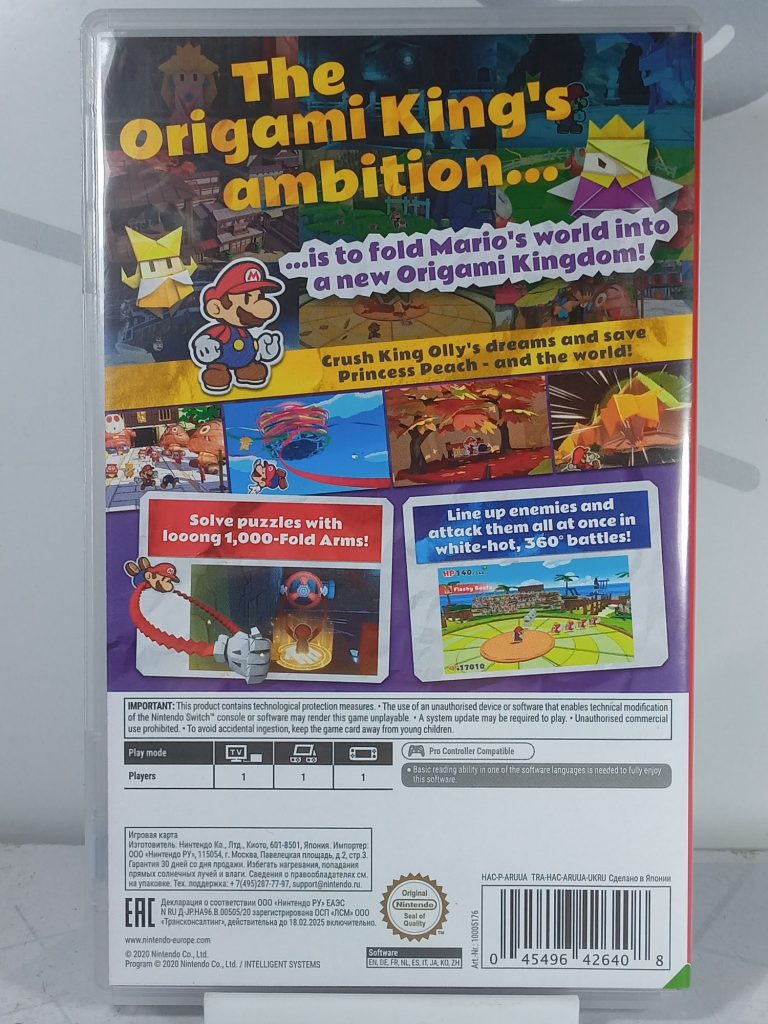 The
Origami King's
ambition...
...is to fold Mario's world into
a new Origami Kingdom!
Crush King Olly's dreams and save
Princess Peach - and the world!
Solve puzzles with
looong 1,000-Fold Arms!
Line up enemies and
attack them all at once in
white-hot, 360° battles!
HP 140
Flashy Boots
17010
IMPORTANT: This product contains technological protection measures. • The use of an unauthorised device or software that enables technical modification
of the Nintendo Switch™ console or software may render this game unplayable. • A system update may be required to play. • Unauthorised commercial
use prohibited. • To avoid accidental ingestion, keep the game card away from young children.
Play mode TV
Players 1 1 1
Pro Controller Compatible
• Basic reading ability in one of the software languages is needed to fully enjoy
this software.
Игровая карта
Изготовитель: Нинтендо Ко., Лтд., Киото, 601-8501, Япония. Импортер:
ООО «Нинтендо РУ», 115054, г. Москва, Павелецкая площадь, д.2, стр.3.
Гарантия 30 дней со дня продажи. Избегать нагревания, попадания
прямых солнечных лучей и влаги. Сведения о правообладателях см.
на упаковке. Тех. поддержка: +7(495)287-77-97, support@nintendo.ru.
EAC
Декларация о соответствии ООО «Нинтендо РУ» ЕАЭС
N RU Д-JP.НА96.В.00505/20 зарегистрирована ОСП «ЛСМ» ООО
«Трансконсалтинг», действительна до 18.02.2025 включительно.
www.nintendo-europe.com
© 2020 Nintendo Co., Ltd.
Program © 2020 Nintendo Co., Ltd. / INTELLIGENT SYSTEMS
Original
Nintendo
Seal of
Quality
Software
EN, DE, FR, NL, ES, IT, JA, KO, ZH
HAC-P-ARUUA TRA-HAC-ARUUA-UKRU Сделано в Японии
Art.-Nr.: 10005176
0 45496 42640 8